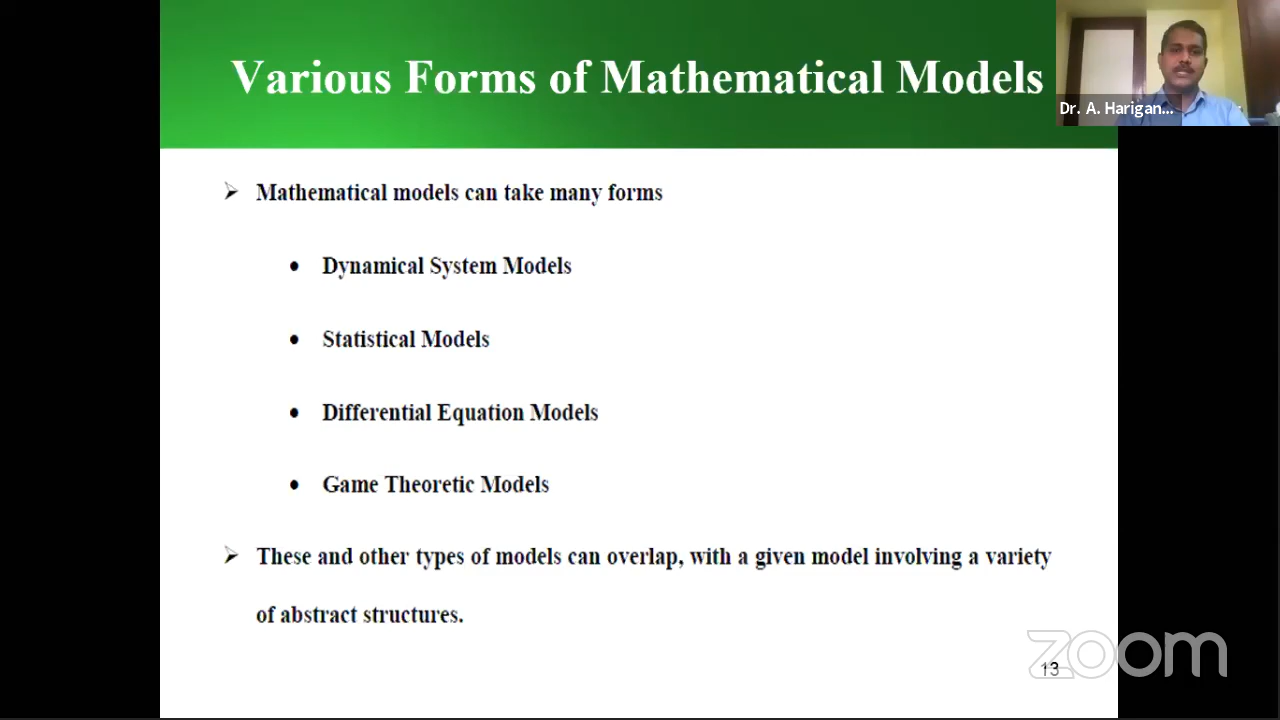 Various Forms of Mathematical Models
Dr. A. Harigan...
➢ Mathematical models can take many forms
• Dynamical System Models
• Statistical Models
• Differential Equation Models
• Game Theoretic Models
➢ These and other types of models can overlap, with a given model involving a variety
of abstract structures.
zoom
13